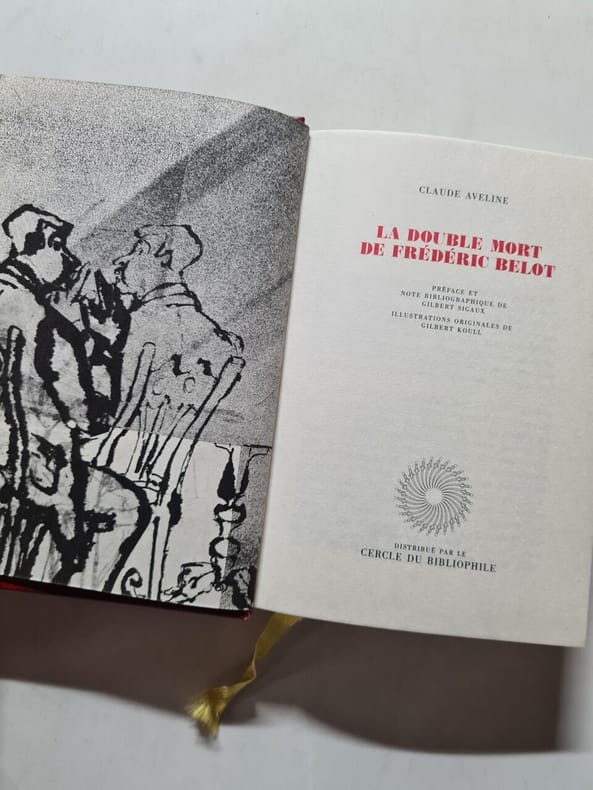 CLAUDE AVELINE
LA DOUBLE MORT
DE FRÉDÉRIC BELOT
PRÉFACE ET
NOTE BIBLIOGRAPHIQUE DE
GILBERT SIGAUX
ILLUSTRATIONS ORIGINALES DE
GILBERT KOULL
DISTRIBUÉ PAR LE
CERCLE DU BIBLIOPHILE